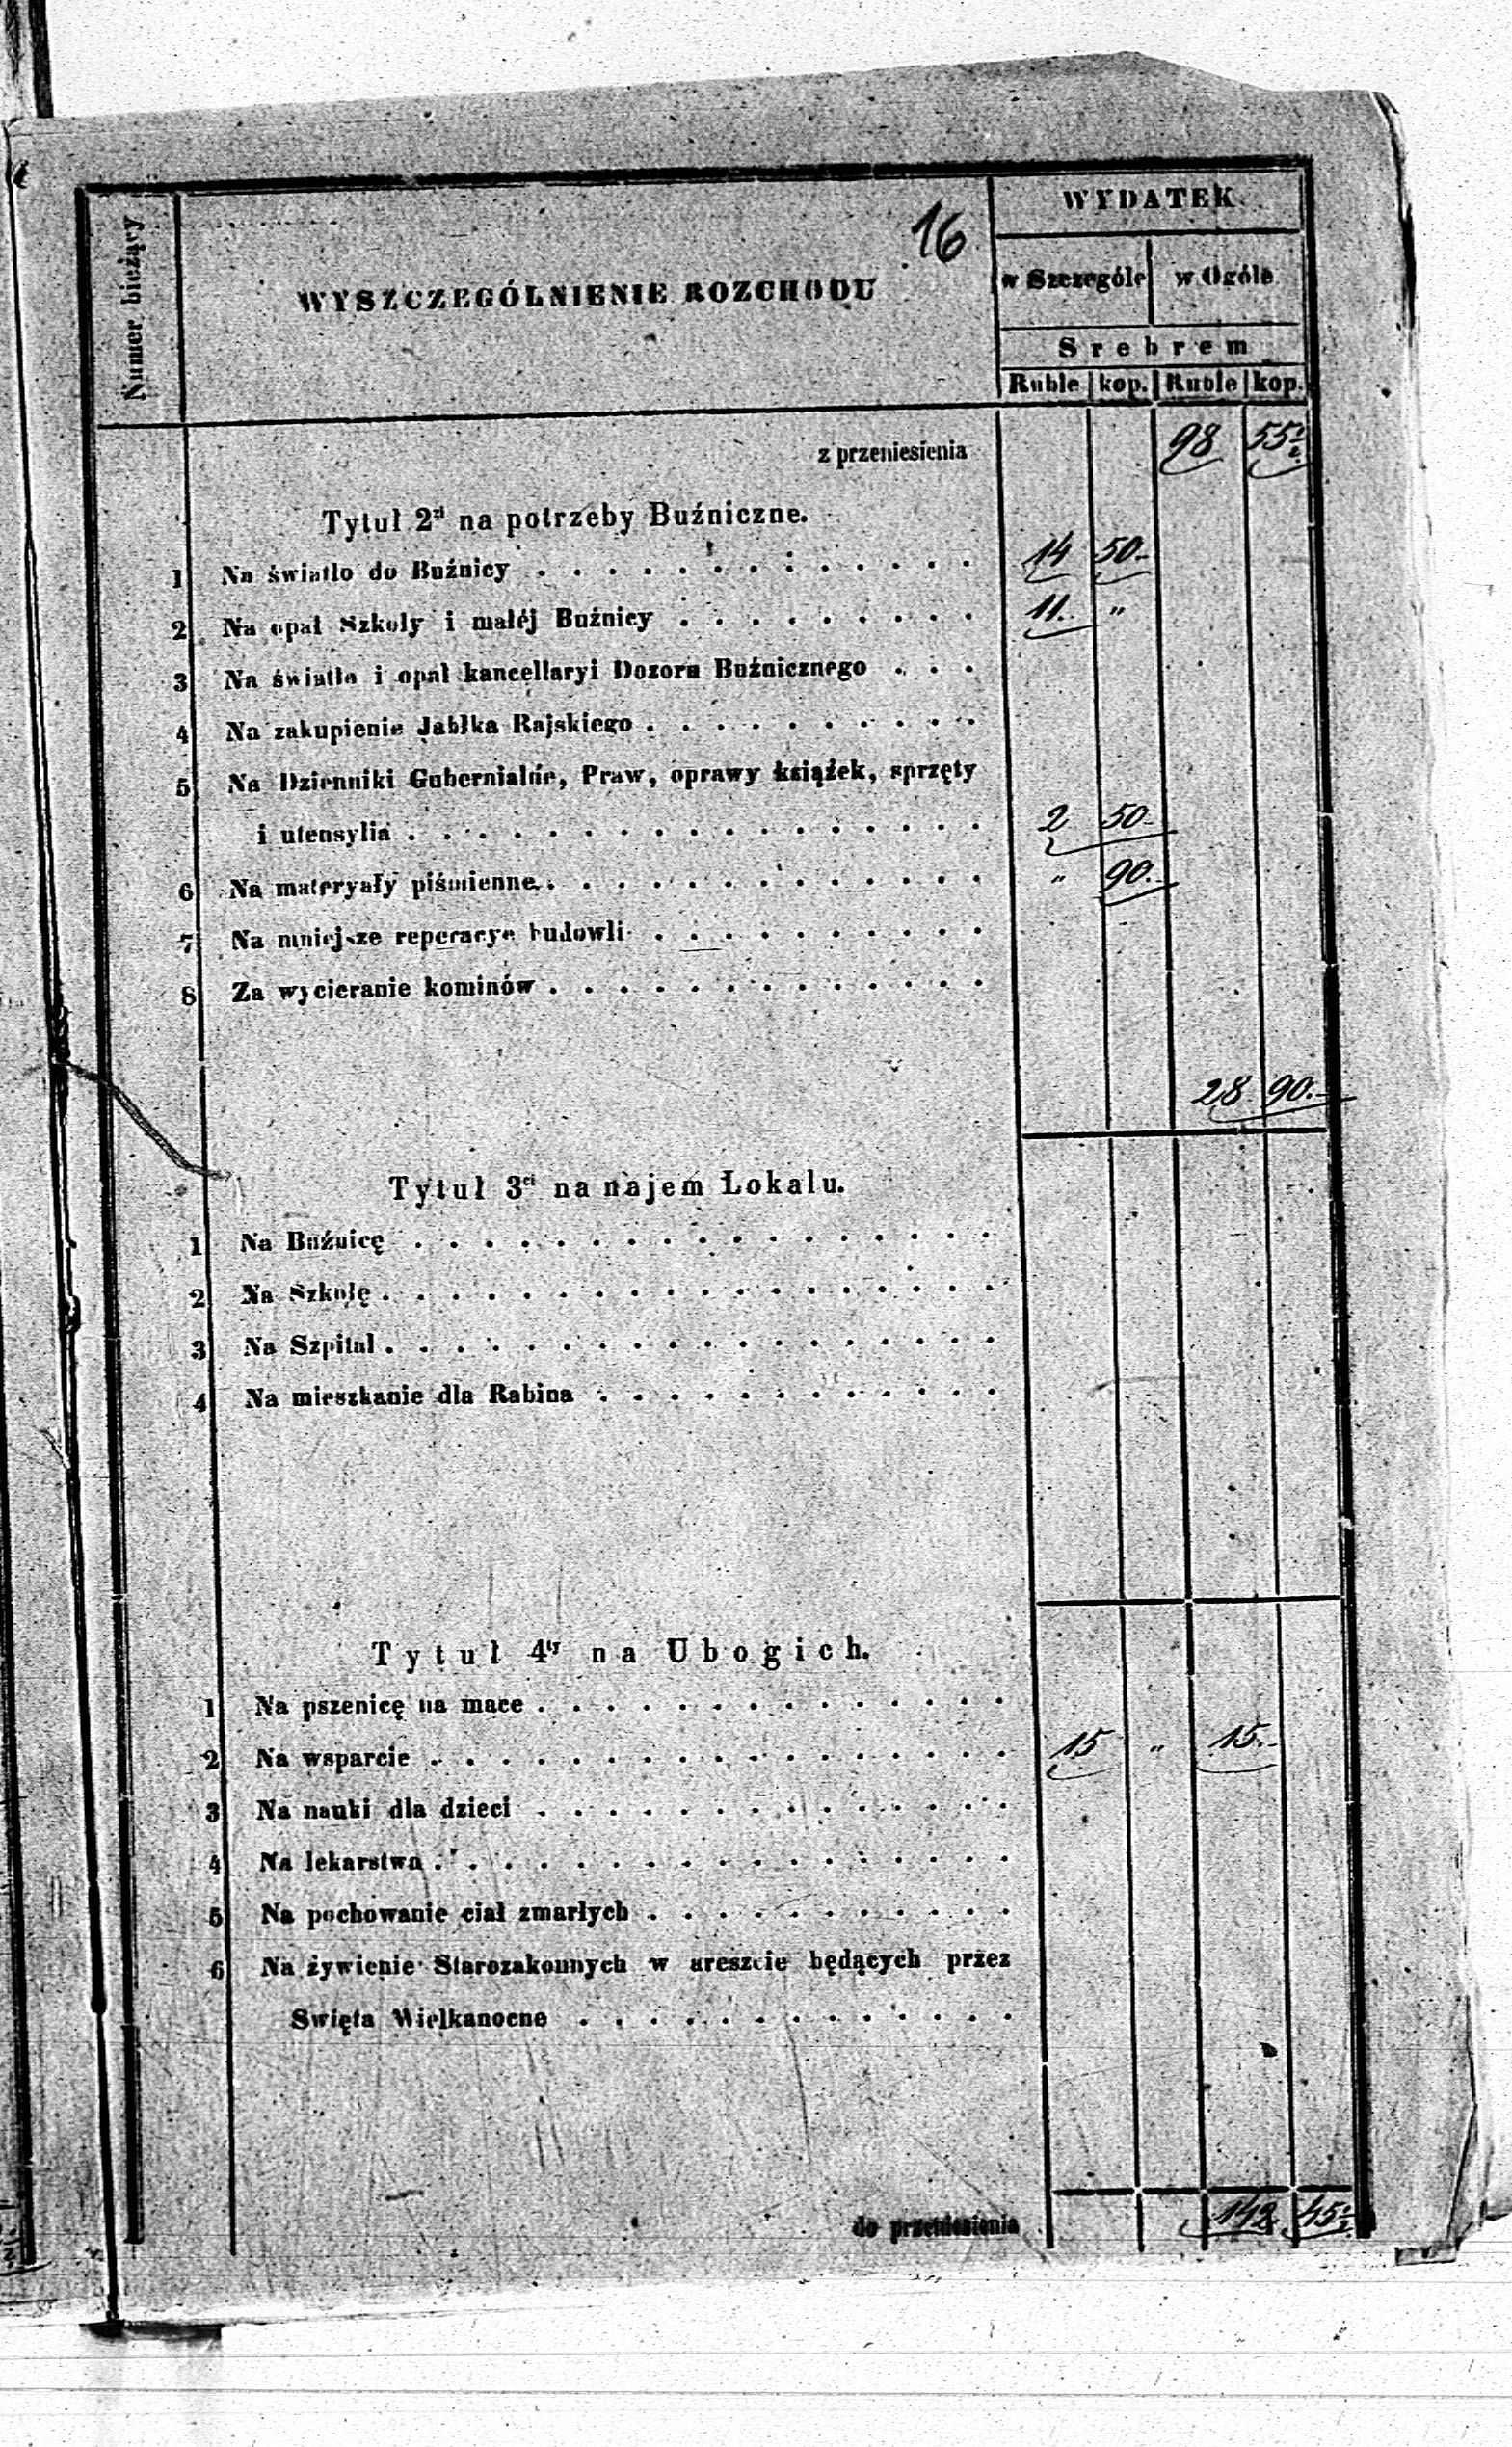 16
WYDATEK
Numer bieżący
WYSZCZEGÓLNIENIE ROZCHODU
w Szczególe w Ogóle
Srebrem
Ruble kop. Ruble kop.
z przeniesienia 98 55½
Tytuł 2gi na potrzeby Buźniczne.
1 Na światło do Buźnicy 14 50.
2 Na opał Szkoły i małéj Buźnicy 11. „
3 Na światło i opał kancellaryi Dozoru Buźnicznego
4 Na zakupienie Jabłka Rajskiego
5 Na Dzienniki Gubernialne, Praw, oprawy książek, sprzęty
i utensylia 2 50
6 Na materyały piśmienne „ 90.
7 Na mniejsze reperacye budowli
8 Za wycieranie kominów
28 90.
Tytuł 3ci na najem Lokalu.
1 Na Buźnicę
2 Na Szkołę
3 Na Szpital
4 Na mieszkanie dla Rabina
Tytuł 4ty na Ubogich.
1 Na pszenicę na mace
2 Na wsparcie 15 „ 15.
3 Na nauki dla dzieci
4 Na lekarstwa
5 Na pochowanie ciał zmarłych
6 Na żywienie Starozakonnych w areszcie będących przez
Swięta Wielkanocne
do przeniesienia 142 45½